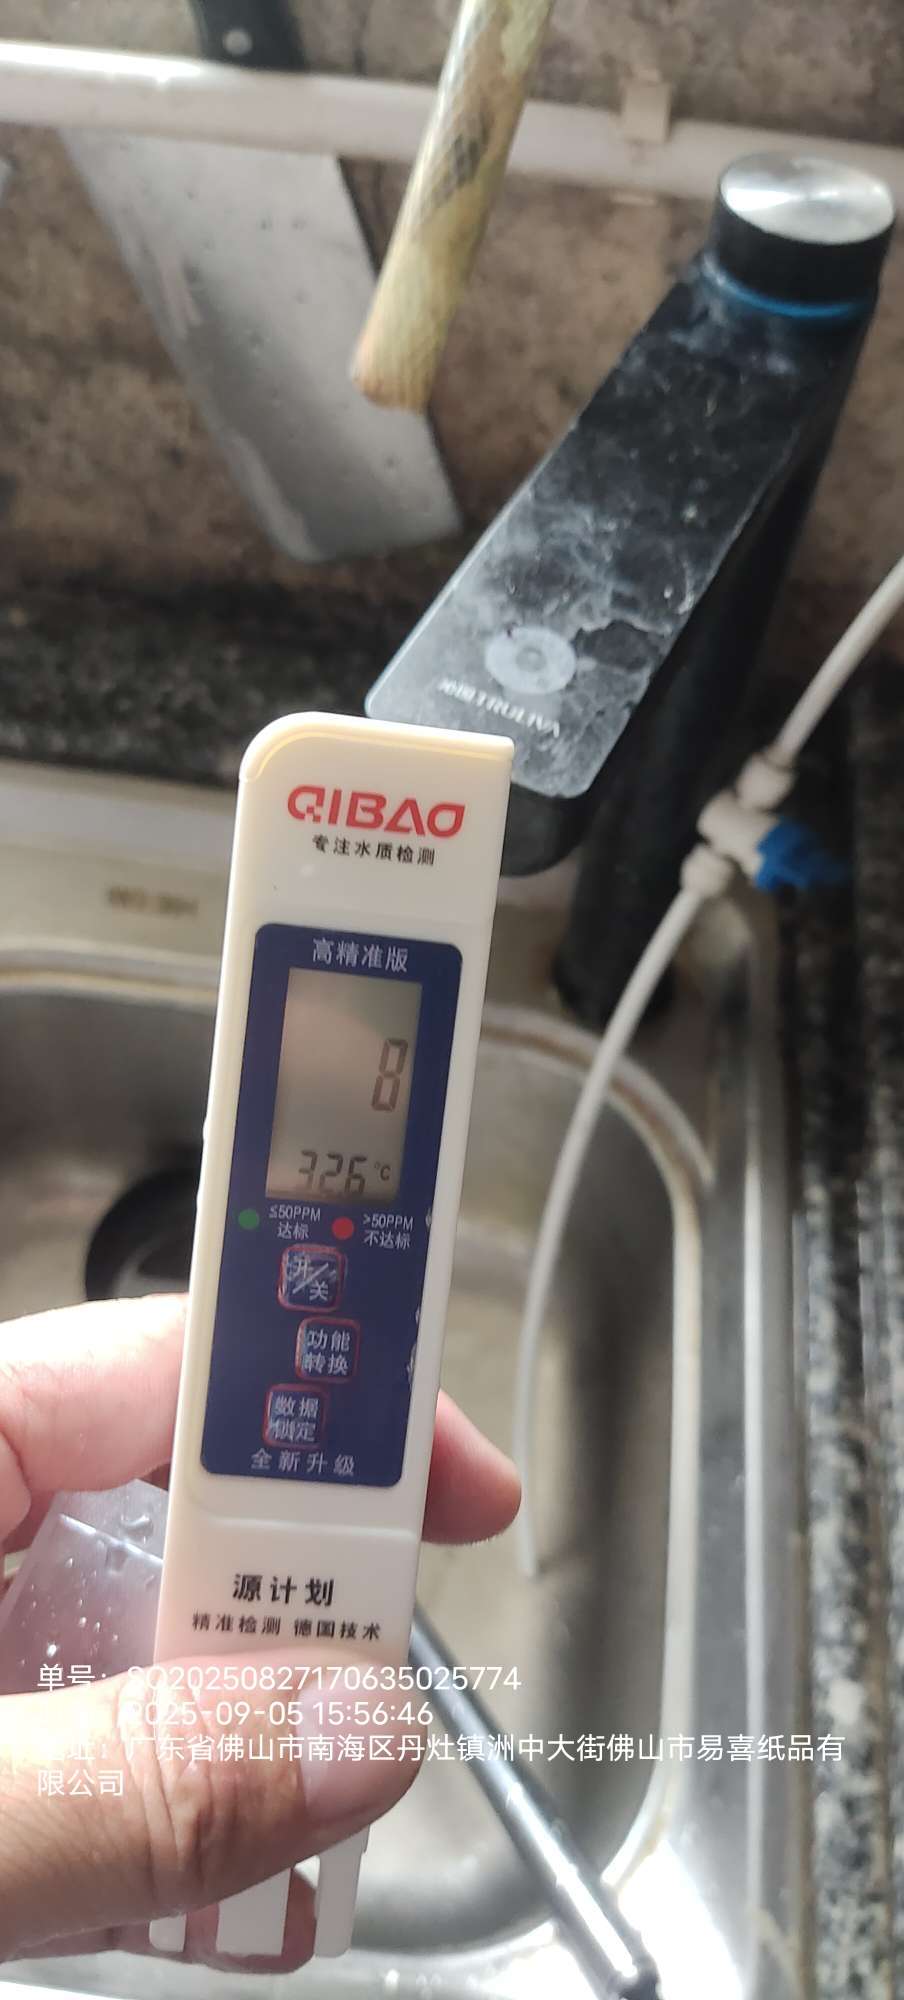 TRULIVA
QIBAO
专注水质检测
高精准版
8
32.6 °C
≤50PPM
达标
>50PPM
不达标
开/关
功能
转换
数据
锁定
全新升级
源计划
精准检测 德国技术
单号：SO20250827170635025774
2025-09-05 15:56:46
地址：广东省佛山市南海区丹灶镇洲中大街佛山市易喜纸品有
限公司